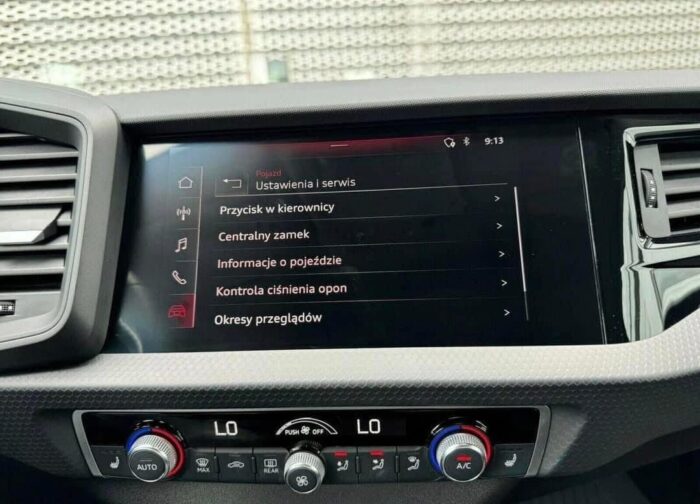 9:13
Pojazd
Ustawienia i serwis
Przycisk w kierownicy
Centralny zamek
Informacje o pojeździe
Kontrola ciśnienia opon
Okresy przeglądów
LO PUSH OFF LO
AUTO MAX REAR A/C